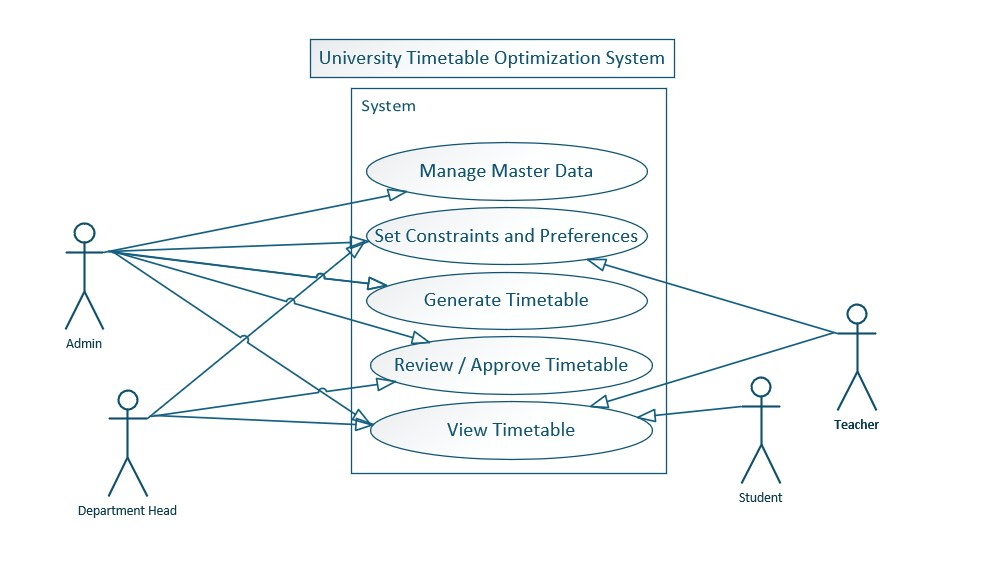 University Timetable Optimization System
System
Manage Master Data
Set Constraints and Preferences
Generate Timetable
Review / Approve Timetable
View Timetable
Admin
Department Head
Teacher
Student